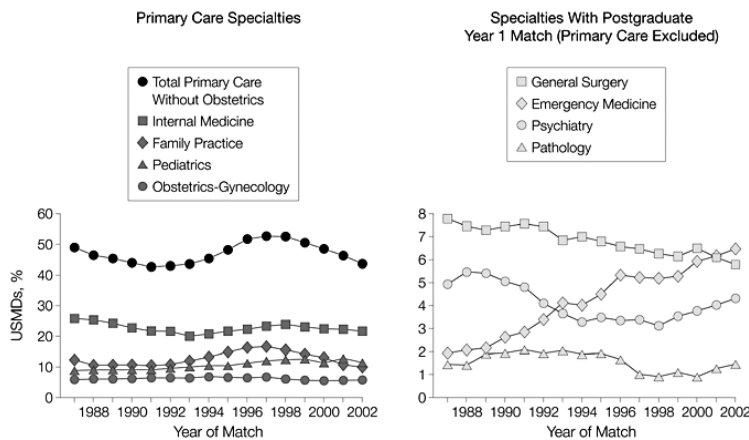 Primary Care Specialties
Total Primary Care
Without Obstetrics
Internal Medicine
Family Practice
Pediatrics
Obstetrics-Gynecology
60
50
40
30
20
10
0
USMDs, %
1988 1990 1992 1994 1996 1998 2000 2002
Year of Match
Specialties With Postgraduate
Year 1 Match (Primary Care Excluded)
General Surgery
Emergency Medicine
Psychiatry
Pathology
8
7
6
5
4
3
2
1
0
1988 1990 1992 1994 1996 1998 2000 2002
Year of Match